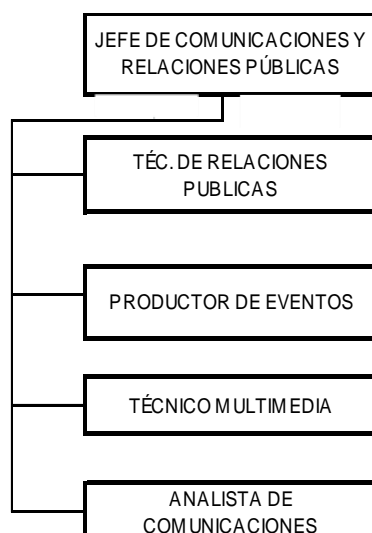 JEFE DE COMUNICACIONES Y
RELACIONES PÚBLICAS
TÉC. DE RELACIONES
PUBLICAS
PRODUCTOR DE EVENTOS
TÉCNICO MULTIMEDIA
ANALISTA DE
COMUNICACIONES